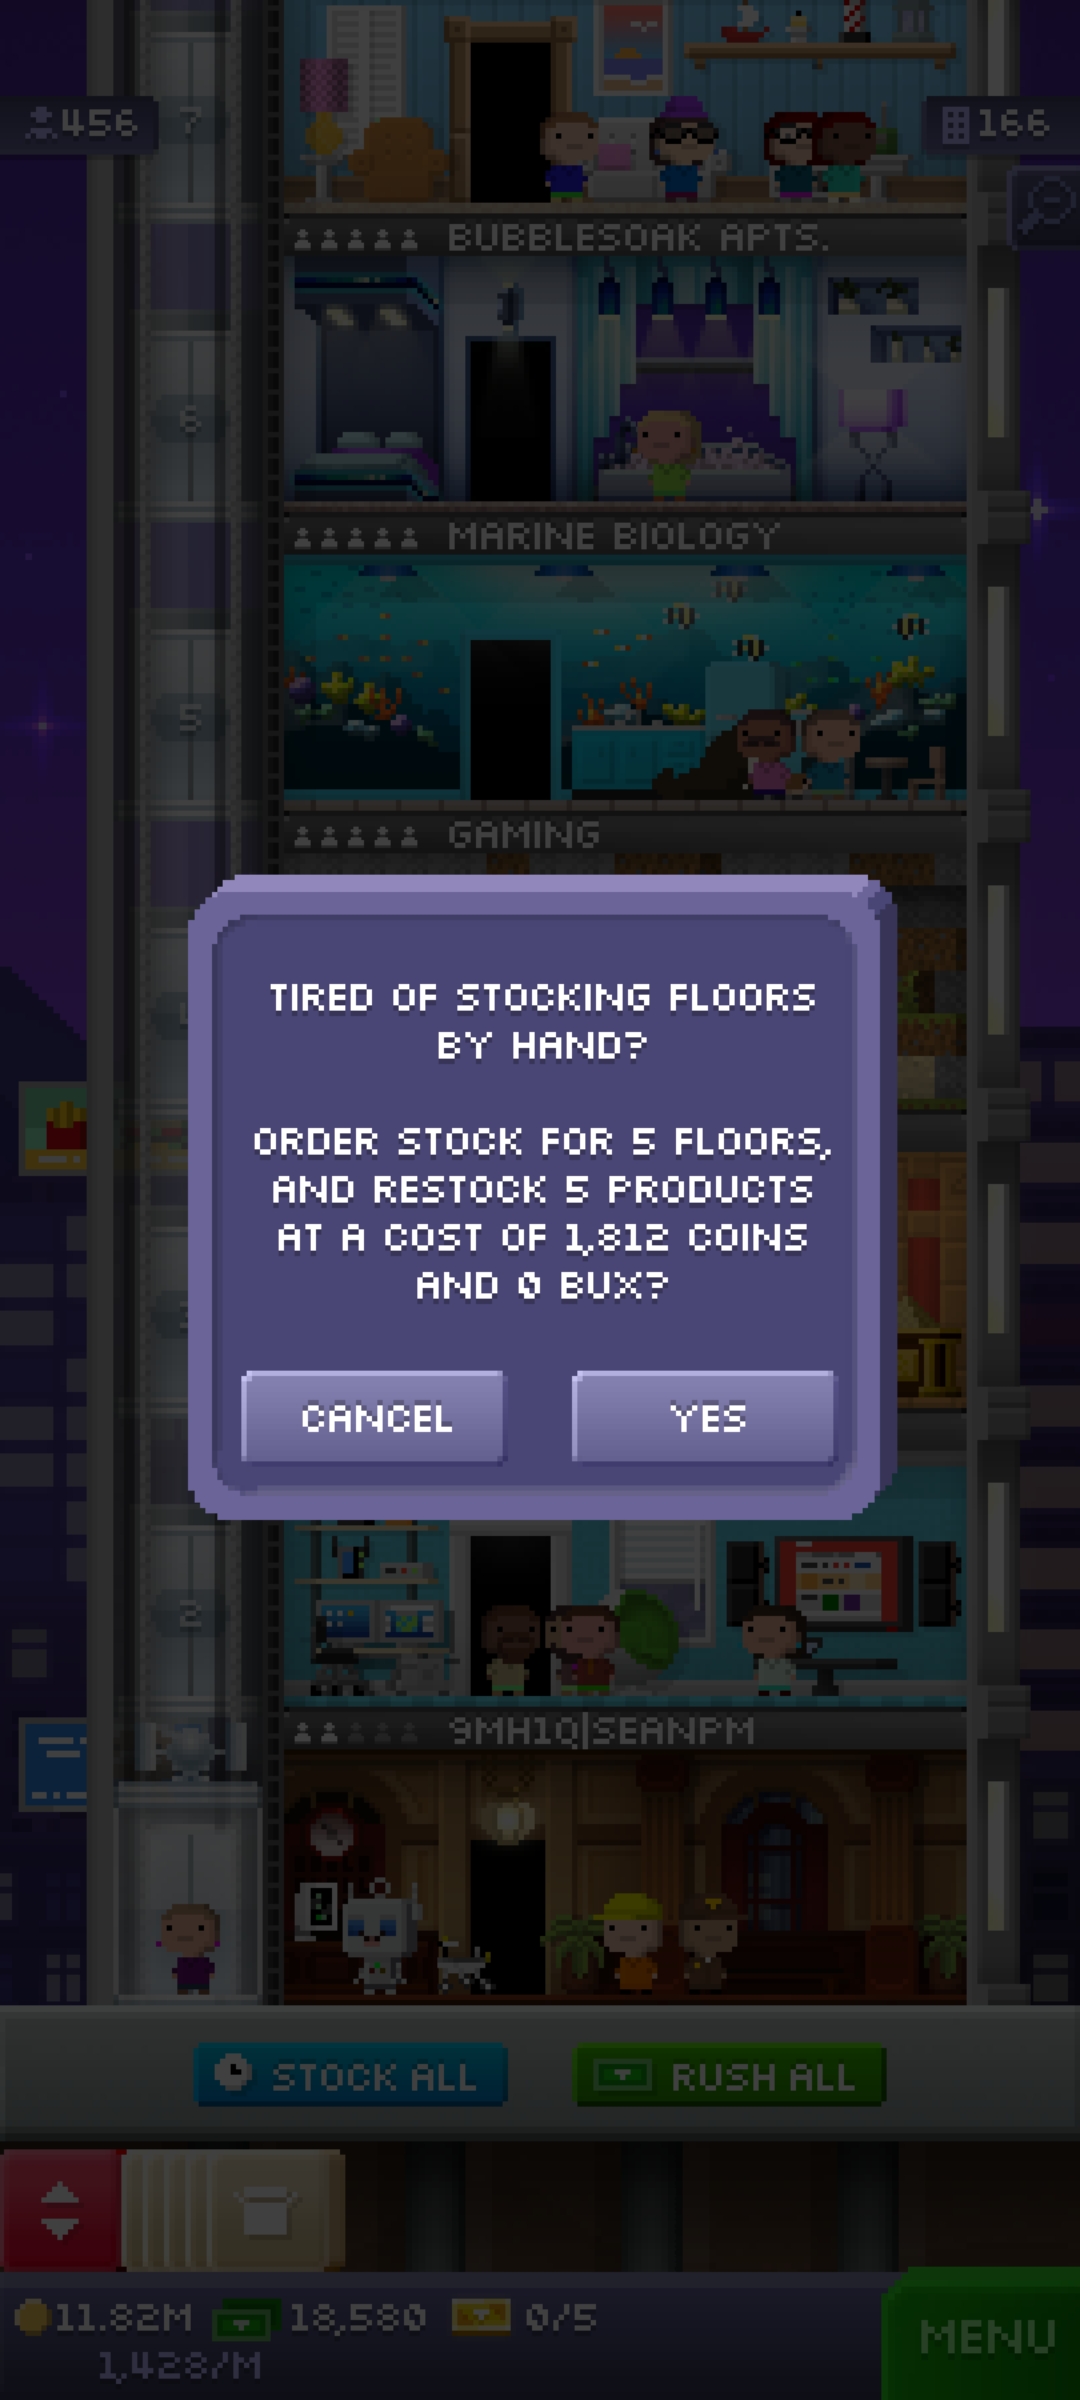 456
7
166
BUBBLESOAK APTS.
6
MARINE BIOLOGY
5
GAMING
TIRED OF STOCKING FLOORS
BY HAND?
ORDER STOCK FOR 5 FLOORS,
AND RESTOCK 5 PRODUCTS
AT A COST OF 1,812 COINS
AND 0 BUX?
CANCEL
YES
2
9MH1Q|SEANPM
STOCK ALL
RUSH ALL
11.82M
18,580
0/5
MENU
1,428/M